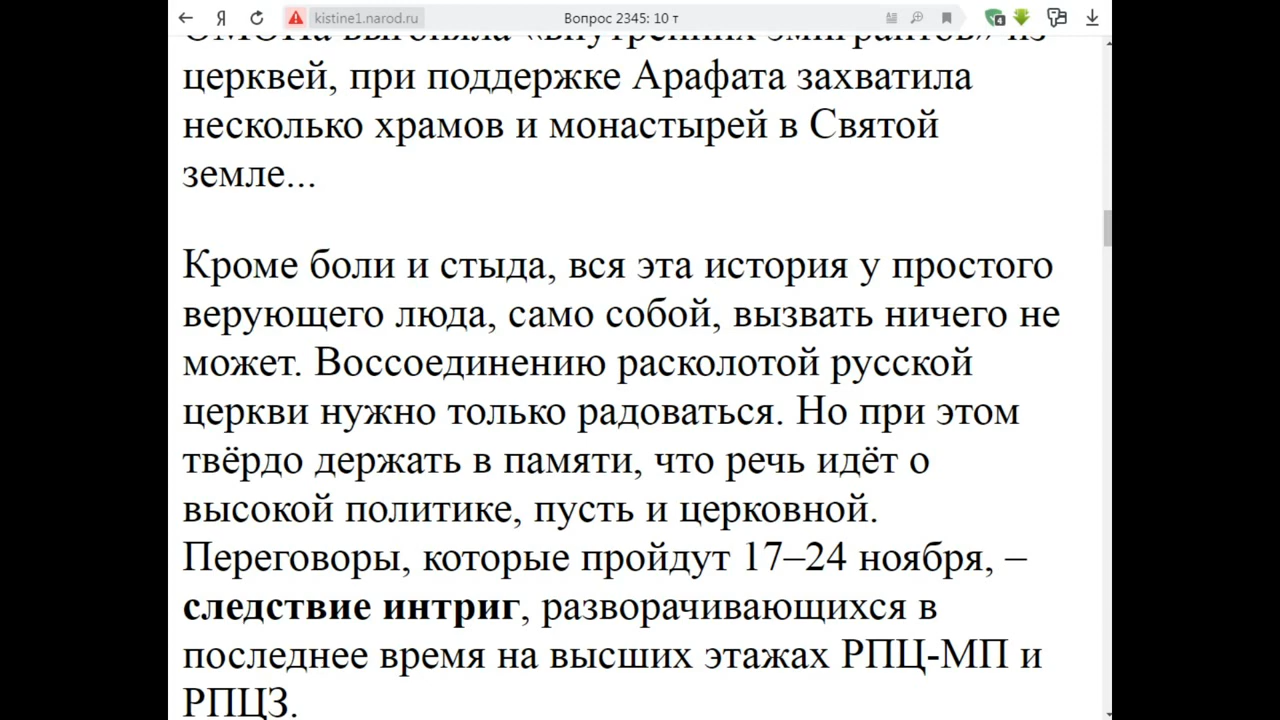 Я kistine1.narod.ru Вопрос 2345: 10 т
церквей, при поддержке Арафата захватила
несколько храмов и монастырей в Святой
земле...
Кроме боли и стыда, вся эта история у простого
верующего люда, само собой, вызвать ничего не
может. Воссоединению расколотой русской
церкви нужно только радоваться. Но при этом
твёрдо держать в памяти, что речь идёт о
высокой политике, пусть и церковной.
Переговоры, которые пройдут 17–24 ноября, –
следствие интриг, разворачивающихся в
последнее время на высших этажах РПЦ-МП и
РПЦЗ.